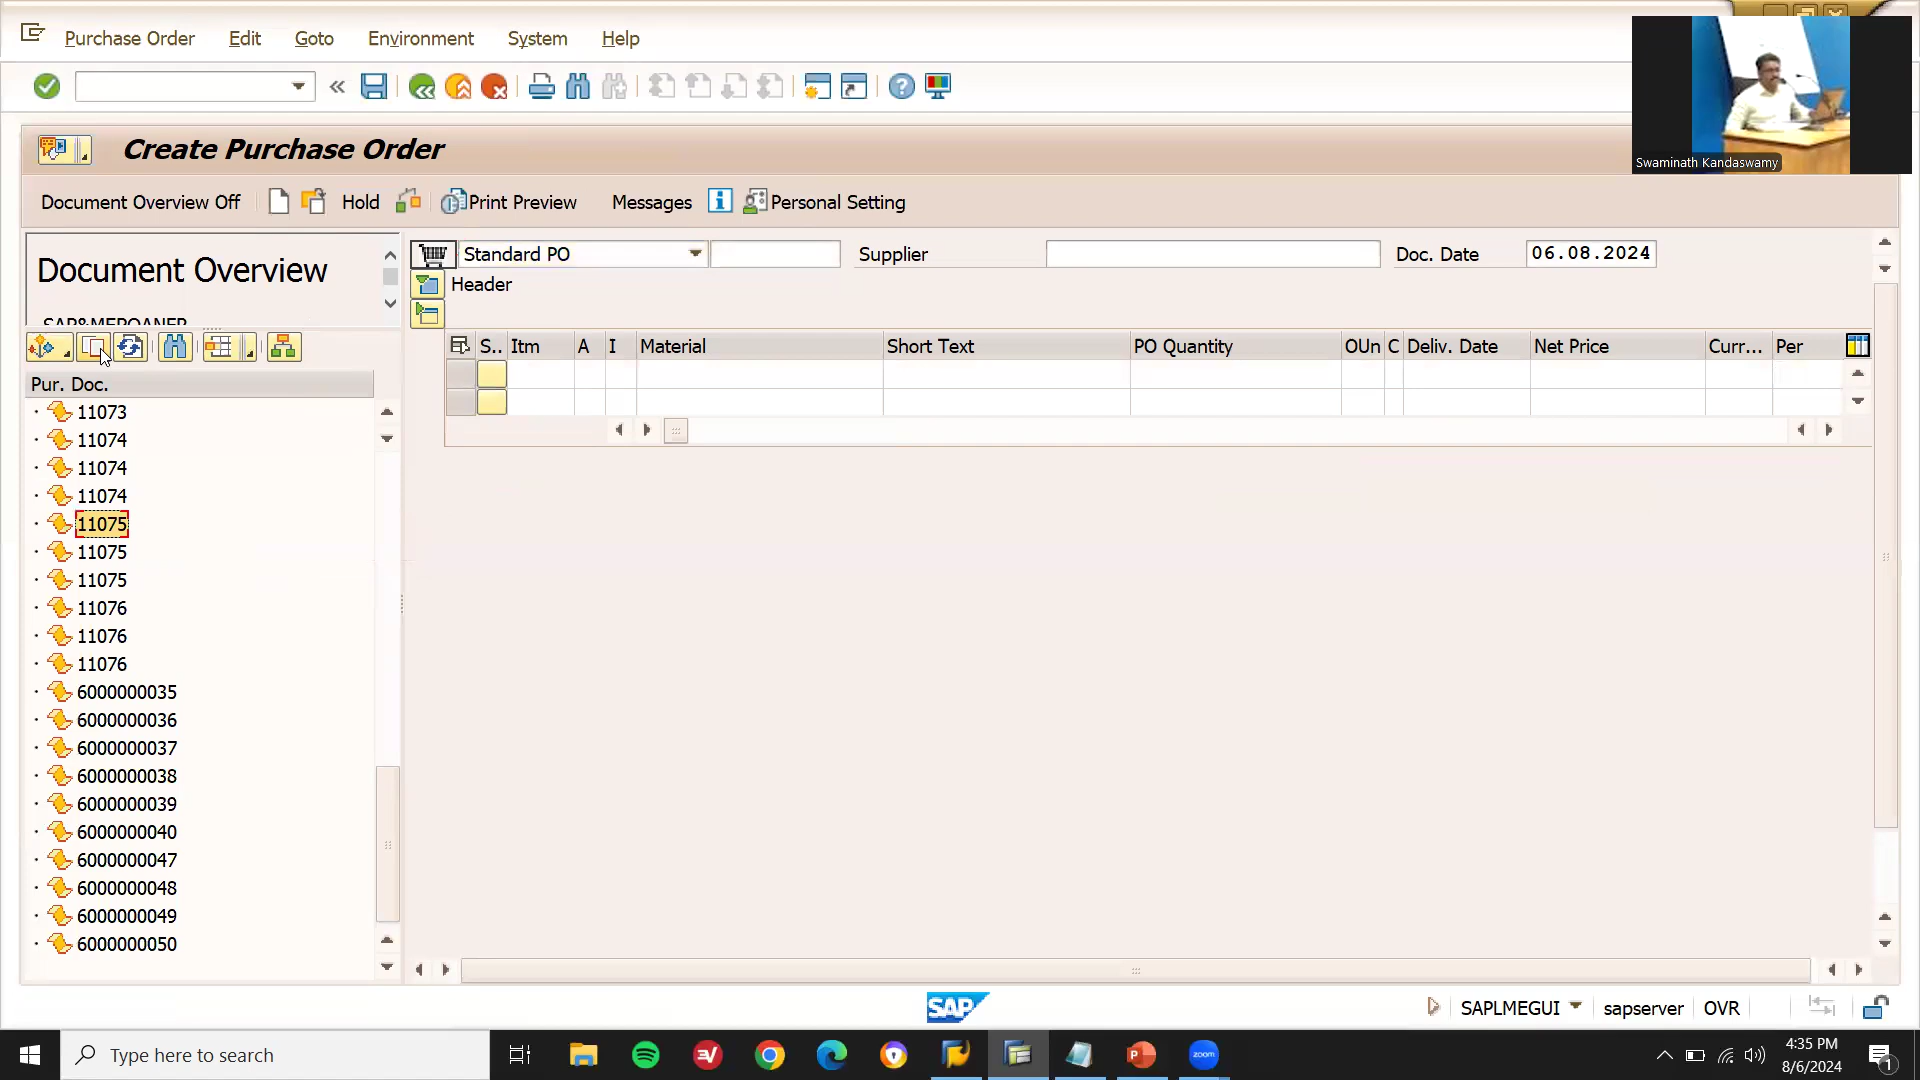 Purchase Order Edit Goto Environment System Help
Create Purchase Order
Document Overview Off Hold Print Preview Messages Personal Setting
Swaminath Kandaswamy
Document Overview
SAP&MEPOANFR
Pur. Doc.
11073
11074
11074
11074
11075
11075
11075
11076
11076
11076
6000000035
6000000036
6000000037
6000000038
6000000039
6000000040
6000000047
6000000048
6000000049
6000000050
Standard PO Supplier Doc. Date 06.08.2024
Header
S.. Itm A I Material Short Text PO Quantity OUn C Deliv. Date Net Price Curr... Per
SAP SAPLMEGUI sapserver OVR
Type here to search
zoom
4:35 PM
8/6/2024
1